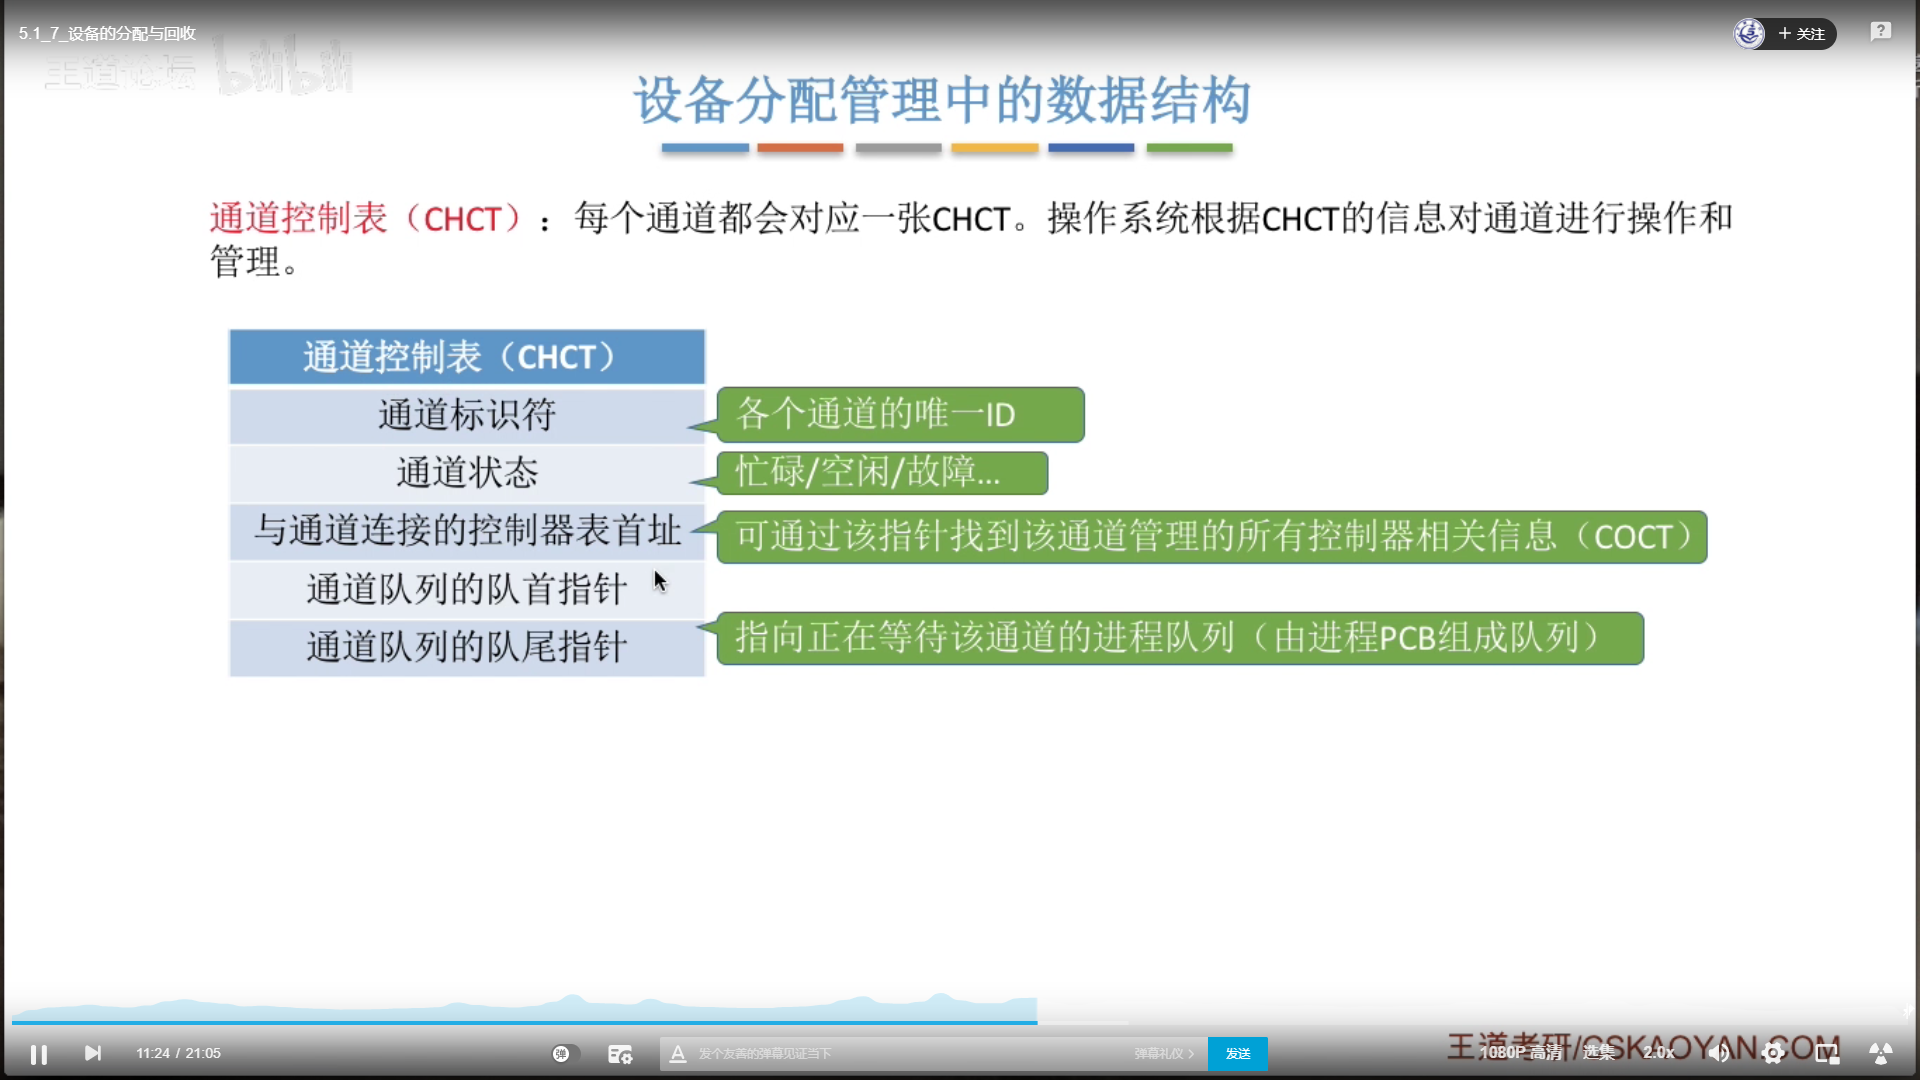 5.1_7_设备的分配与回收
关注
王道论坛 bilibili
设备分配管理中的数据结构
通道控制表（CHCT）：每个通道都会对应一张CHCT。操作系统根据CHCT的信息对通道进行操作和
管理。
通道控制表（CHCT）
通道标识符
各个通道的唯一ID
通道状态
忙碌/空闲/故障...
与通道连接的控制器表首址
可通过该指针找到该通道管理的所有控制器相关信息（COCT）
通道队列的队首指针
通道队列的队尾指针
指向正在等待该通道的进程队列（由进程PCB组成队列）
王道考研/CSKAOYAN.COM
11:24 / 21:05
弹
发个友善的弹幕见证当下
弹幕礼仪
发送
1080P 高清
选集
2.0x